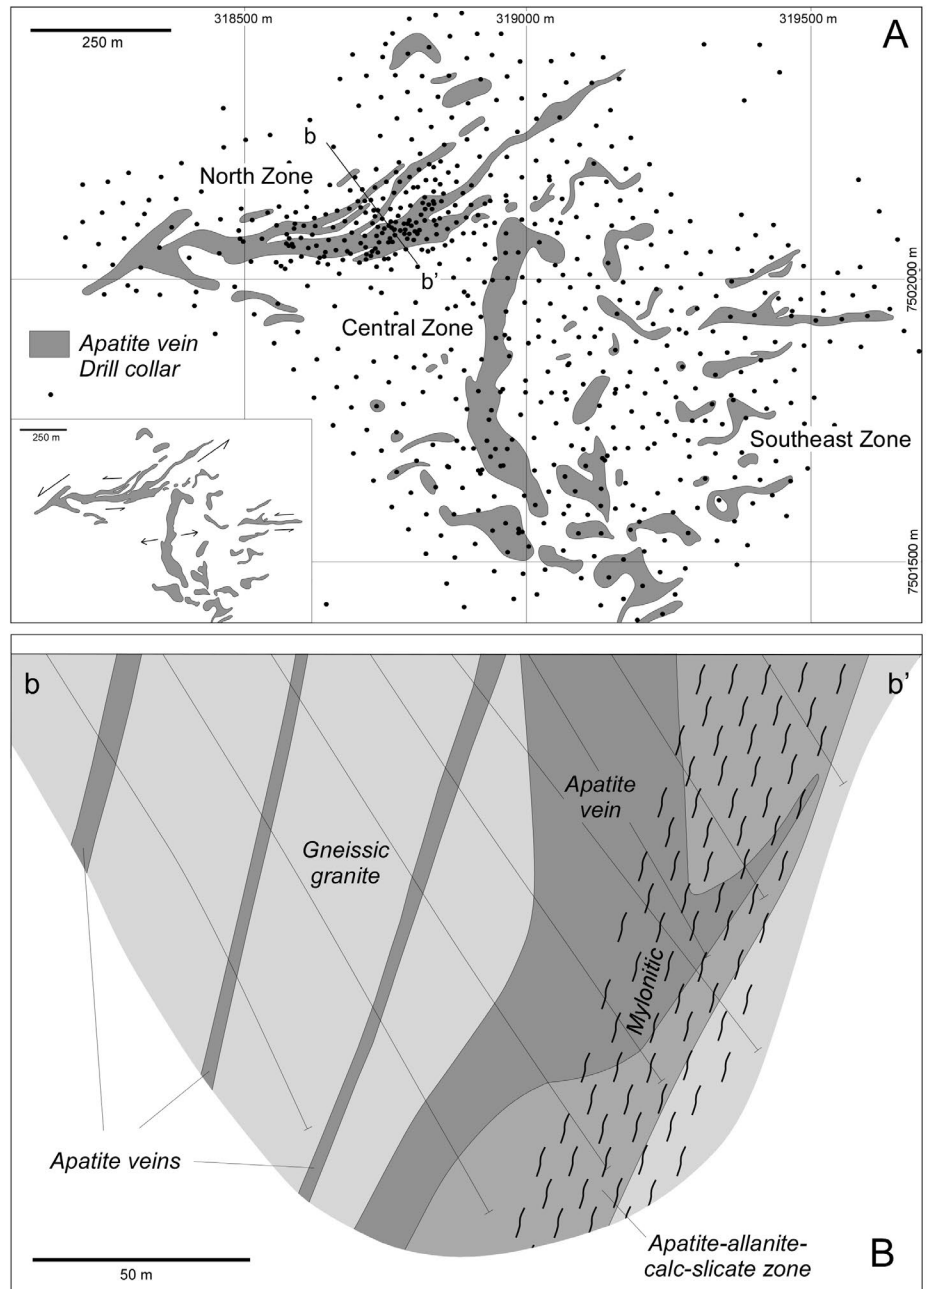 318500 m
319000 m
319500 m
250 m
A
b
North Zone
b'
7502000 m
Central Zone
Apatite vein
Drill collar
250 m
Southeast Zone
7501500 m
b
b'
Apatite
vein
Gneissic
granite
Mylonitic
Apatite veins
Apatite-allanite-
calc-slicate zone
50 m
B